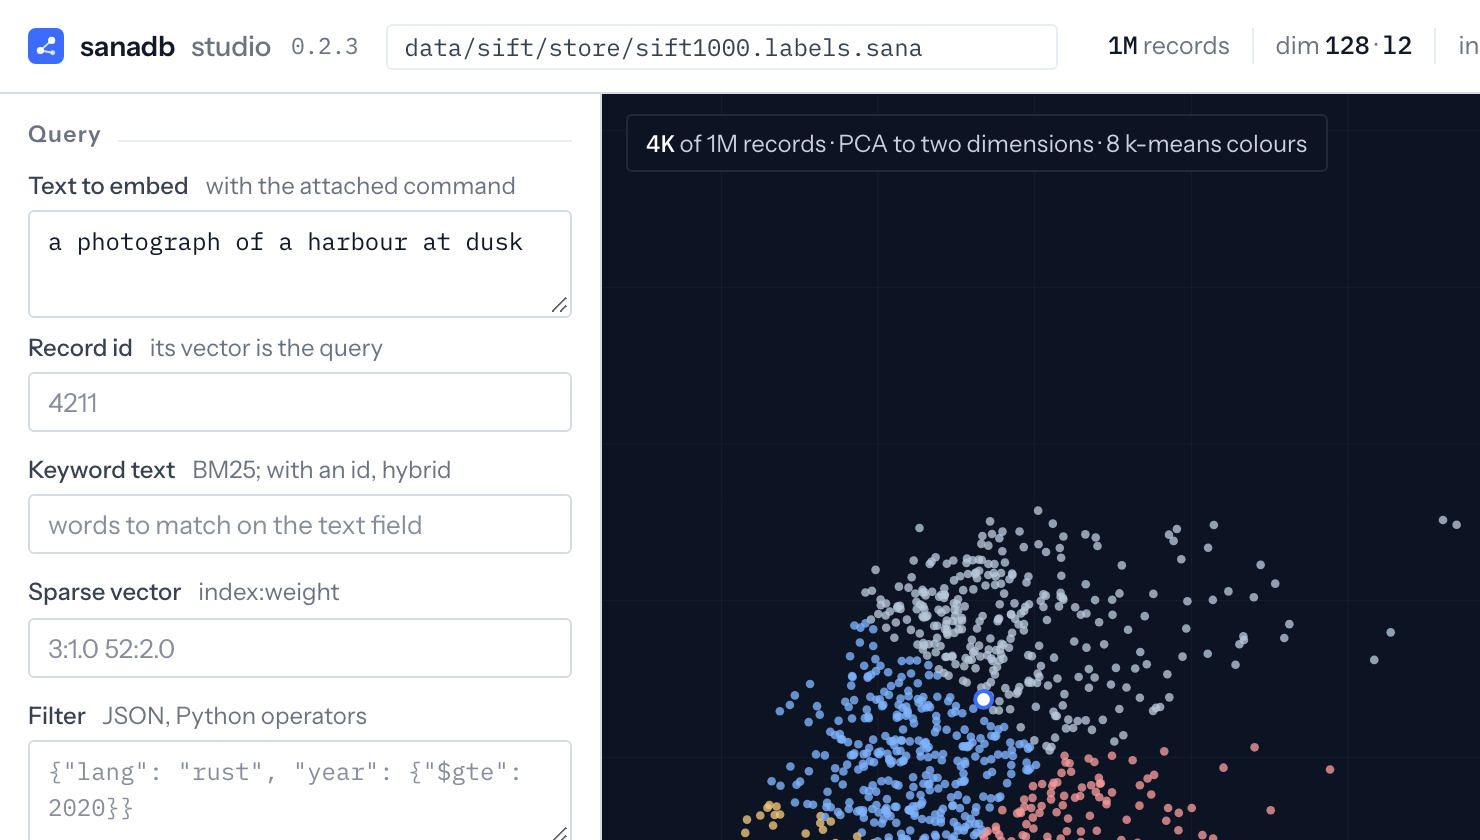 sanadb studio 0.2.3
data/sift/store/sift1000.labels.sana
1M records
dim 128 · l2
in
Query
Text to embed with the attached command
a photograph of a harbour at dusk
Record id its vector is the query
4211
Keyword text BM25; with an id, hybrid
words to match on the text field
Sparse vector index:weight
3:1.0 52:2.0
Filter JSON, Python operators
{"lang": "rust", "year": {"$gte":
2020}}
4K of 1M records · PCA to two dimensions · 8 k-means colours